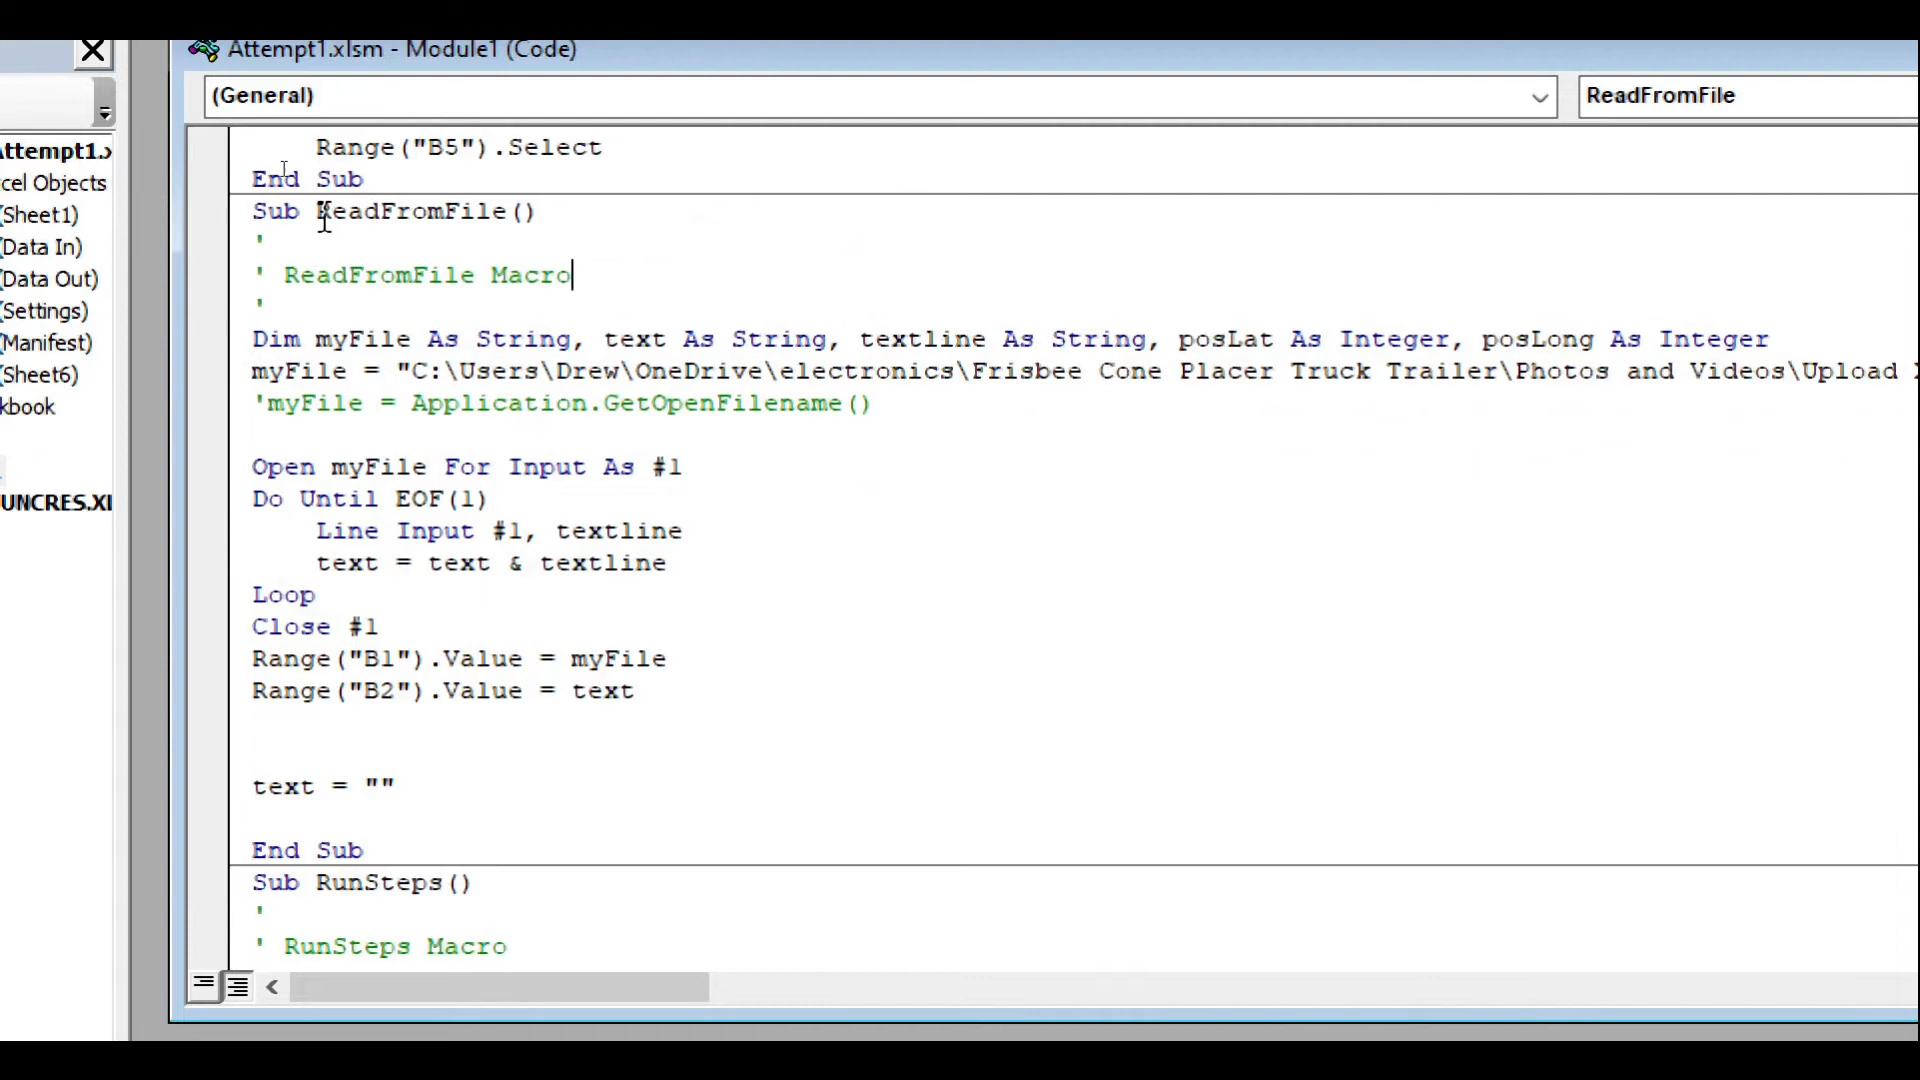 Attempt1.xlsm - Module1 (Code)
(General)
ReadFromFile
Attempt1.x
cel Objects
(Sheet1)
(Data In)
(Data Out)
(Settings)
(Manifest)
(Sheet6)
kbook
UNCRES.XL
Range("B5").Select
End Sub
Sub ReadFromFile()
'
' ReadFromFile Macro
'
Dim myFile As String, text As String, textline As String, posLat As Integer, posLong As Integer
myFile = "C:\Users\Drew\OneDrive\electronics\Frisbee Cone Placer Truck Trailer\Photos and Videos\Upload
'myFile = Application.GetOpenFilename()
Open myFile For Input As #1
Do Until EOF(1)
Line Input #1, textline
text = text & textline
Loop
Close #1
Range("B1").Value = myFile
Range("B2").Value = text
text = ""
End Sub
Sub RunSteps()
'
' RunSteps Macro